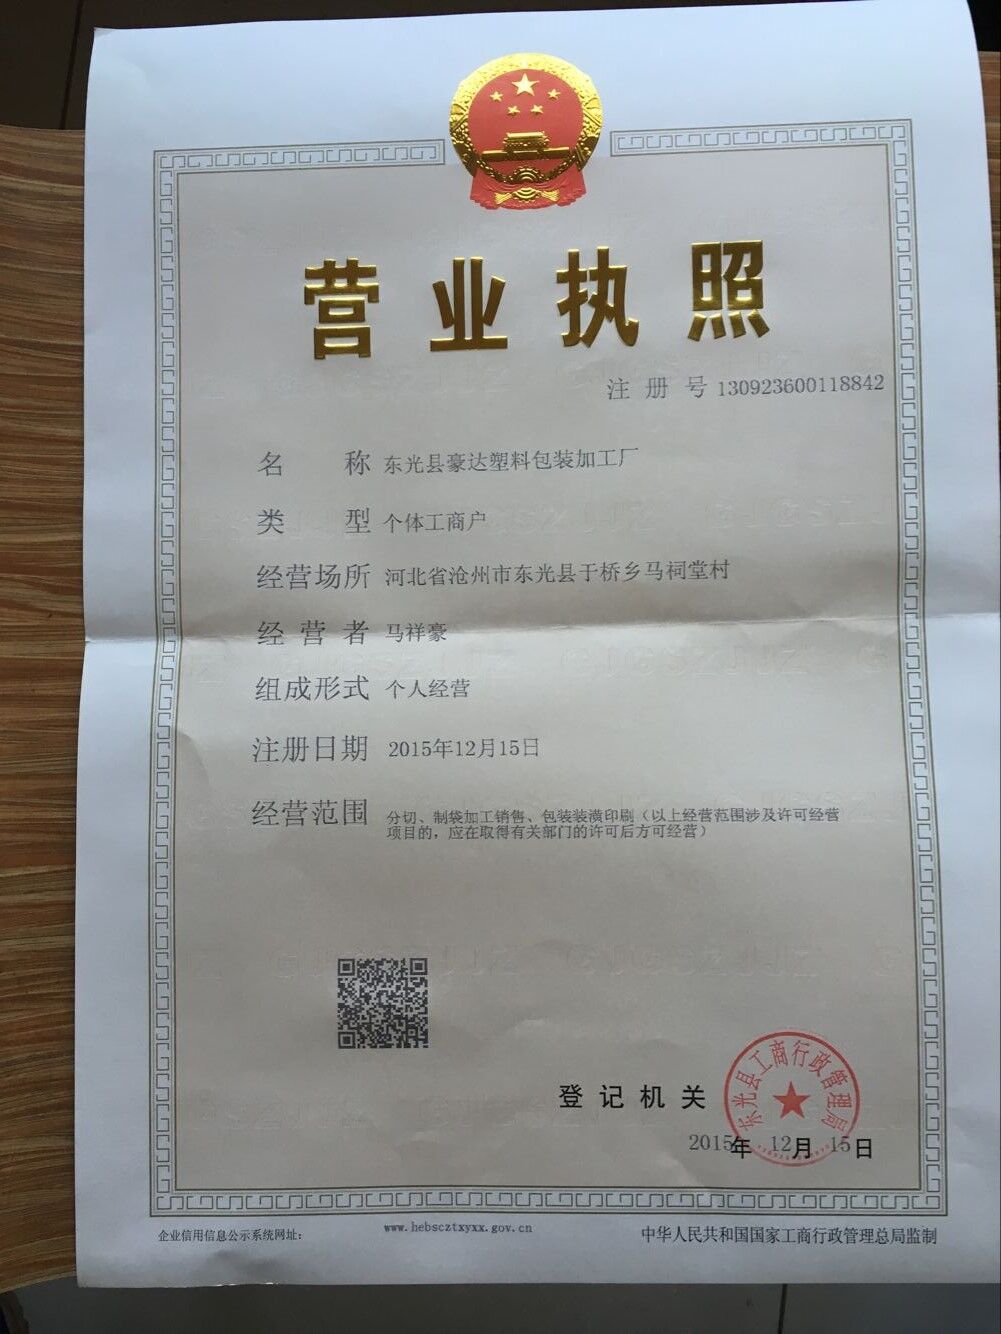 营业执照
注册号 130923600118842
名称 东光县豪达塑料包装加工厂
类型 个体工商户
经营场所 河北省沧州市东光县于桥乡马祠堂村
经营者 马祥豪
组成形式 个人经营
注册日期 2015年12月15日
经营范围 分切、制袋加工销售、包装装潢印刷（以上经营范围涉及许可经营
项目的，应在取得有关部门的许可后方可经营）
东光县工商行政管理局
登记机关
2015年 12月 15日
企业信用信息公示系统网址： www.hebscztxyxx.gov.cn 中华人民共和国国家工商行政管理总局监制